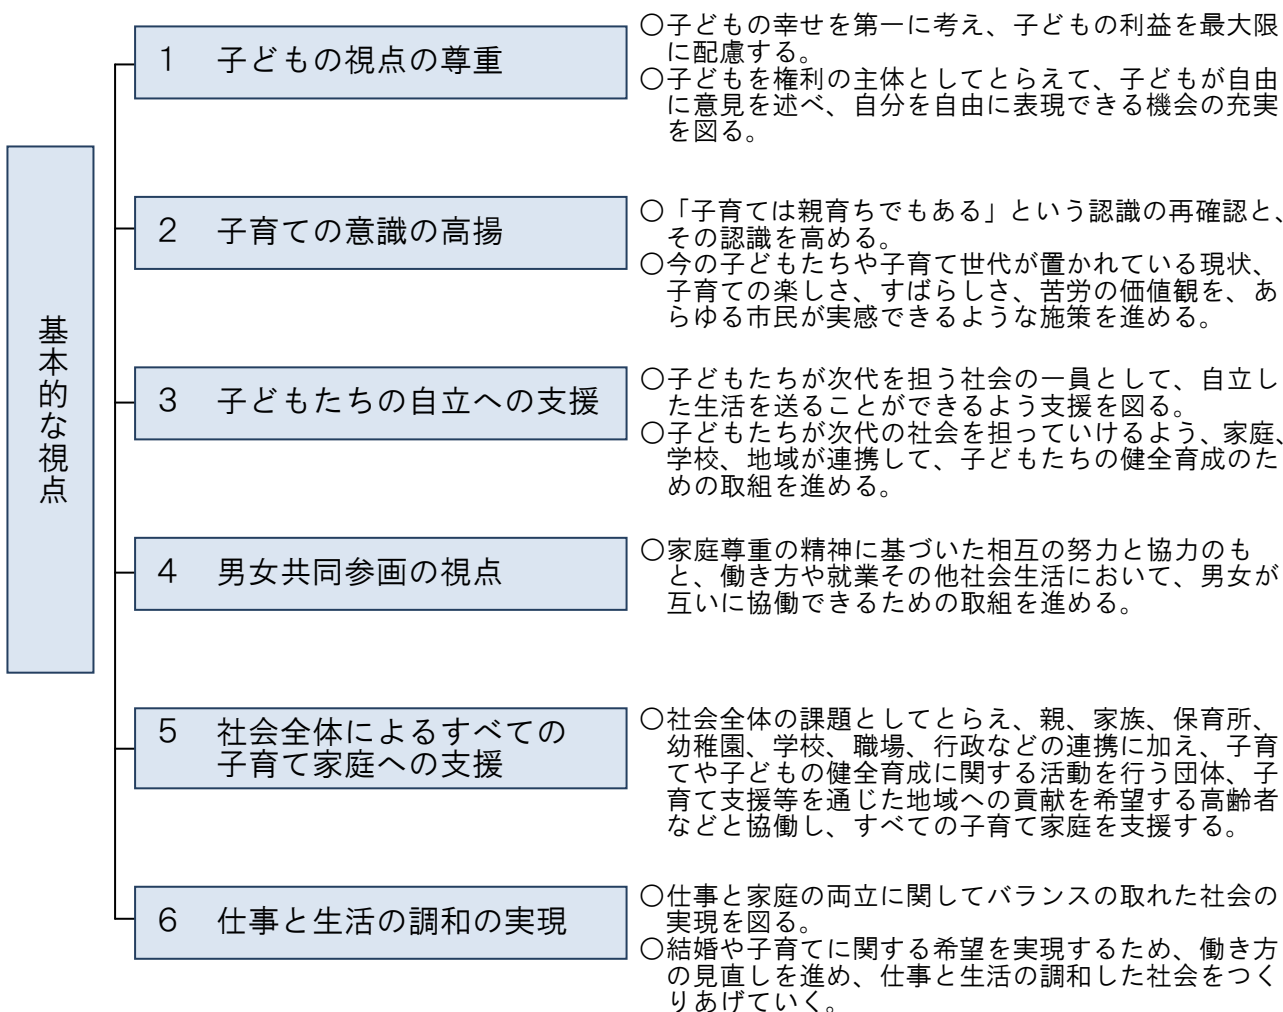 基本的な視点
1 子どもの視点の尊重
○子どもの幸せを第一に考え、子どもの利益を最大限
に配慮する。
○子どもを権利の主体としてとらえて、子どもが自由
に意見を述べ、自分を自由に表現できる機会の充実
を図る。
2 子育ての意識の高揚
○「子育ては親育ちでもある」という認識の再確認と、
その認識を高める。
○今の子どもたちや子育て世代が置かれている現状、
子育ての楽しさ、すばらしさ、苦労の価値観を、あ
らゆる市民が実感できるような施策を進める。
3 子どもたちの自立への支援
○子どもたちが次代を担う社会の一員として、自立し
た生活を送ることができるよう支援を図る。
○子どもたちが次代の社会を担っていけるよう、家庭、
学校、地域が連携して、子どもたちの健全育成のた
めの取組を進める。
4 男女共同参画の視点
○家庭尊重の精神に基づいた相互の努力と協力のも
と、働き方や就業その他社会生活において、男女が
互いに協働できるための取組を進める。
5 社会全体によるすべての
子育て家庭への支援
○社会全体の課題としてとらえ、親、家族、保育所、
幼稚園、学校、職場、行政などの連携に加え、子育
てや子どもの健全育成に関する活動を行う団体、子
育て支援等を通じた地域への貢献を希望する高齢者
などと協働し、すべての子育て家庭を支援する。
6 仕事と生活の調和の実現
○仕事と家庭の両立に関してバランスの取れた社会の
実現を図る。
○結婚や子育てに関する希望を実現するため、働き方
の見直しを進め、仕事と生活の調和した社会をつく
りあげていく。